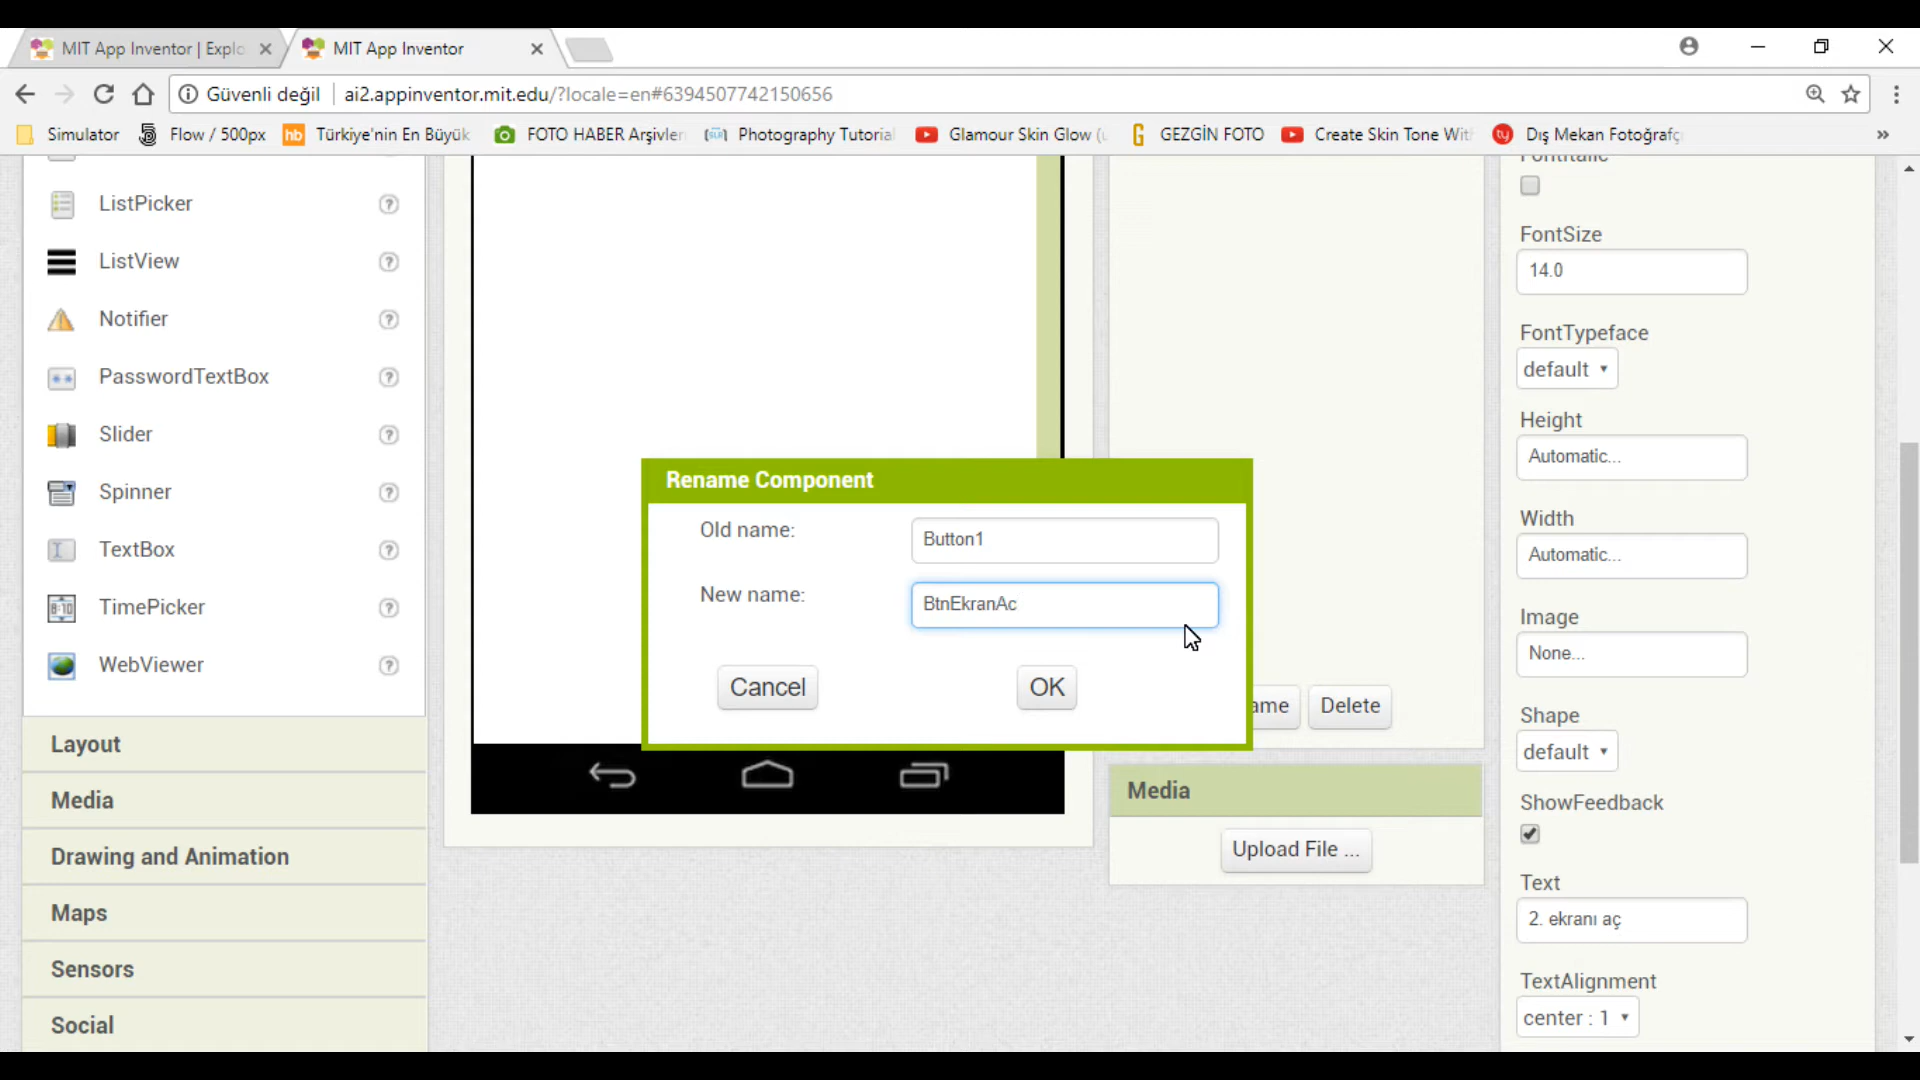 MIT App Inventor | Explo
MIT App Inventor
Güvenli değil
ai2.appinventor.mit.edu/?locale=en#6394507742150656
Simulator
Flow / 500px
hb
Türkiye'nin En Büyük
FOTO HABER Arşivler
Photography Tutorial
Glamour Skin Glow (
GEZGİN FOTO
Create Skin Tone Wit
ty
Dış Mekan Fotoğrafç
»
FontItalic
ListPicker
ListView
Notifier
PasswordTextBox
Slider
Spinner
TextBox
TimePicker
WebViewer
Layout
Media
Drawing and Animation
Maps
Sensors
Social
Rename Component
Old name:
Button1
New name:
BtnEkranAc
Cancel
OK
ame
Delete
Media
Upload File ...
FontSize
14.0
FontTypeface
default
Height
Automatic...
Width
Automatic...
Image
None...
Shape
default
ShowFeedback
Text
2. ekranı aç
TextAlignment
center : 1